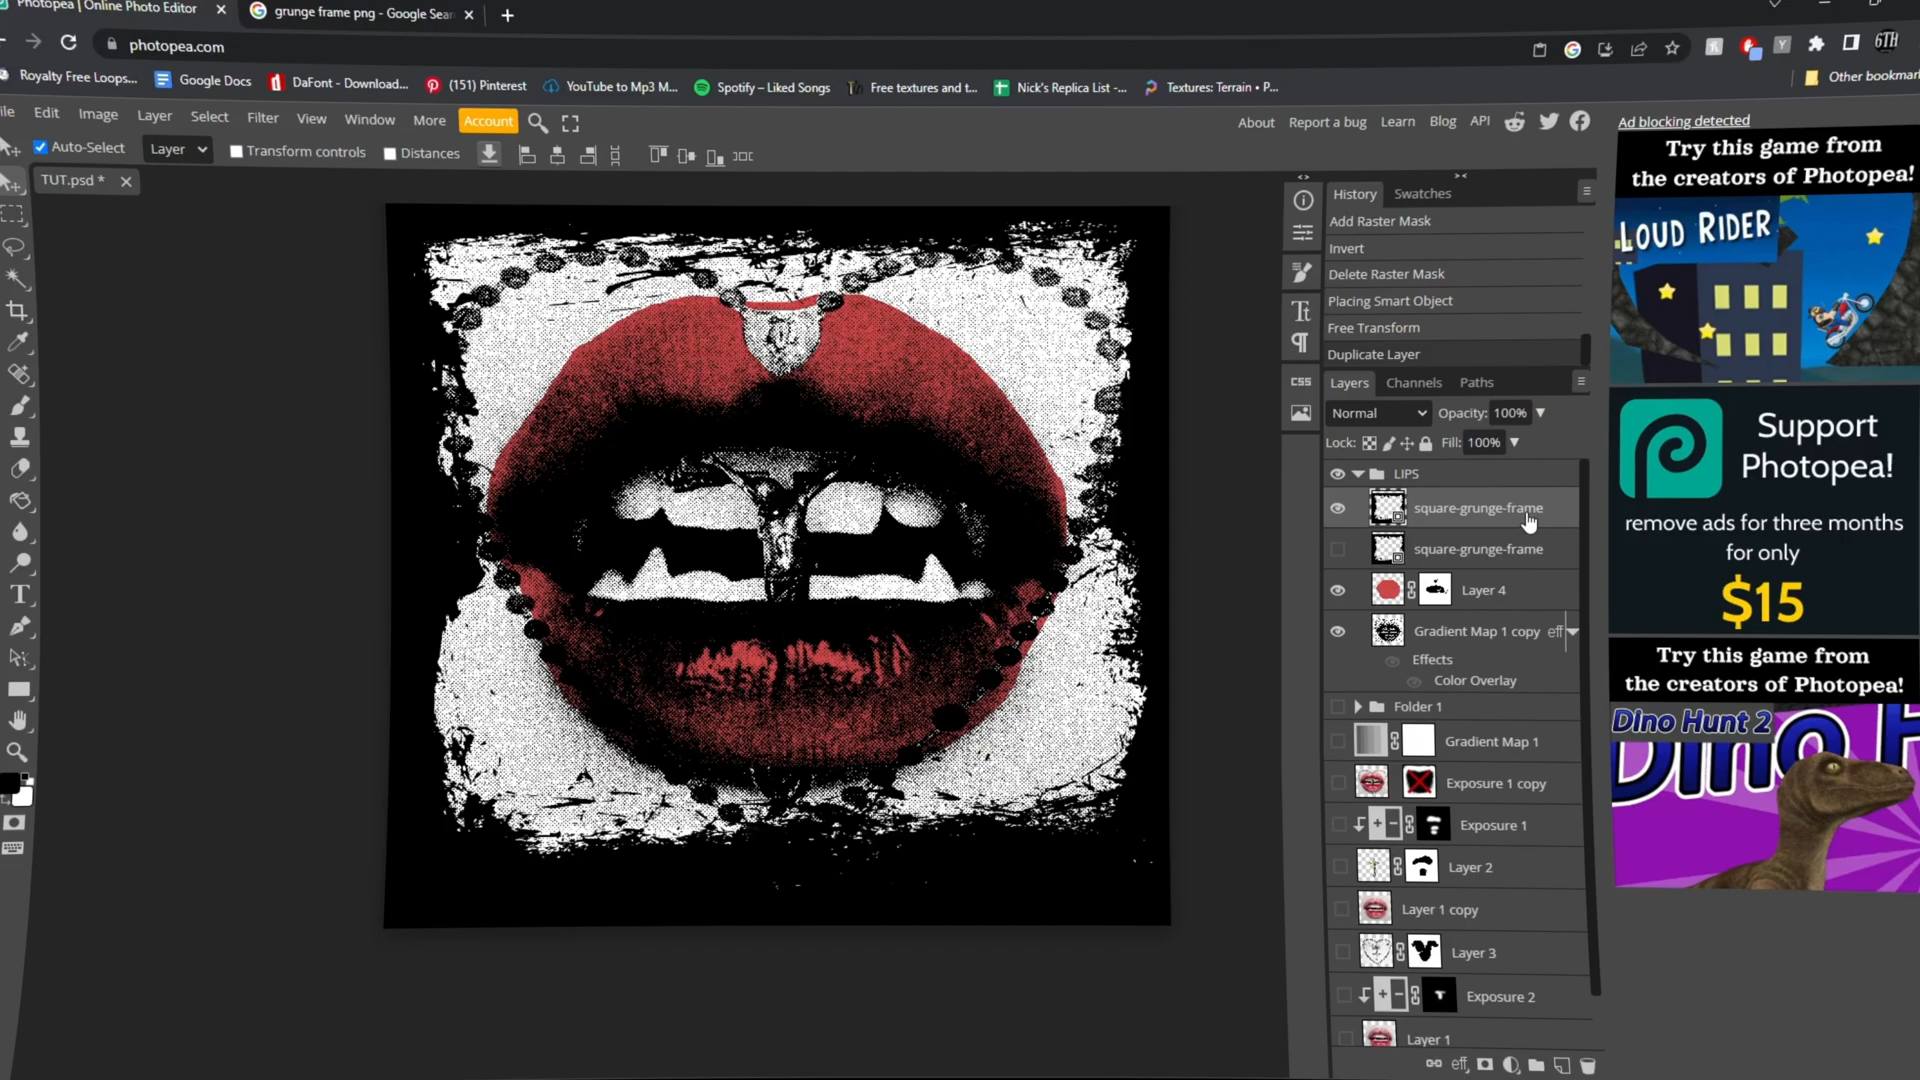 Photopea | Online Photo Editor
grunge frame png - Google Sear
photopea.com
6TH
Royalty Free Loops...
Google Docs
DaFont - Download...
(151) Pinterest
YouTube to Mp3 M...
Spotify – Liked Songs
Free textures and t...
Nick's Replica List -...
Textures: Terrain • P...
Other bookmar
ile Edit Image Layer Select Filter View Window More Account
About Report a bug Learn Blog API
Ad blocking detected
Auto-Select Layer Transform controls Distances
TUT.psd *
History Swatches
Add Raster Mask
Invert
Delete Raster Mask
Placing Smart Object
Free Transform
Duplicate Layer
CSS
Layers Channels Paths
Normal Opacity: 100%
Lock: Fill: 100%
LIPS
square-grunge-frame
square-grunge-frame
Layer 4
Gradient Map 1 copy eff
Effects
Color Overlay
Folder 1
Gradient Map 1
Exposure 1 copy
Exposure 1
Layer 2
Layer 1 copy
Layer 3
Exposure 2
Layer 1
eff
Try this game from
the creators of Photopea!
LOUD RIDER
Support
Photopea!
remove ads for three months
for only
$15
Try this game from
the creators of Photopea!
Dino Hunt 2